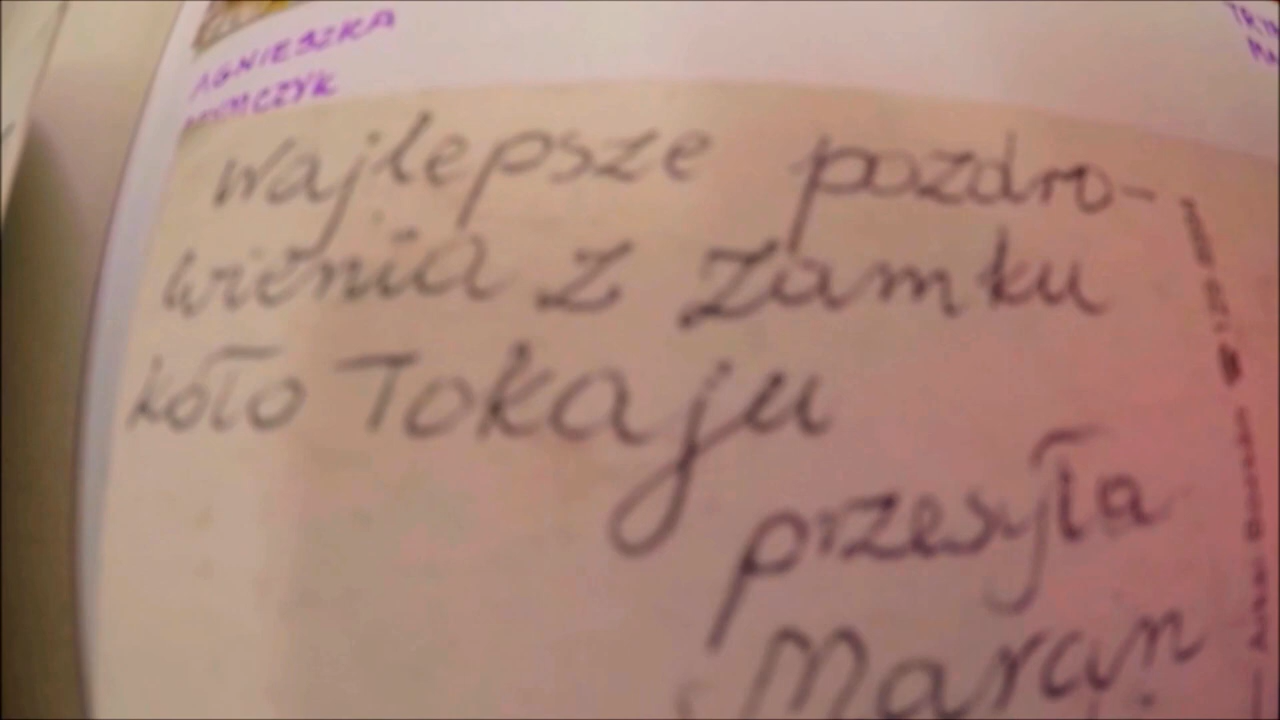 AGNIESZKA
Najlepsze pozdro-
wienia z zamku
koło Tokaju
przesyła
Marcin